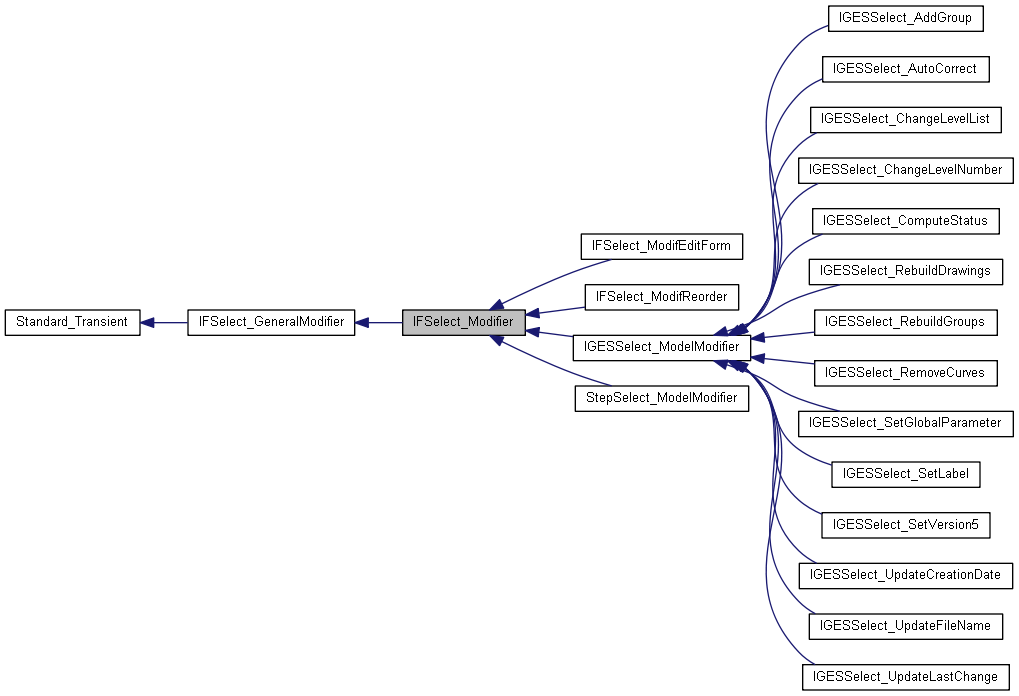 IGESSelect_AddGroup
IGESSelect_AutoCorrect
IGESSelect_ChangeLevelList
IGESSelect_ChangeLevelNumber
IGESSelect_ComputeStatus
IFSelect_ModifEditForm
IGESSelect_RebuildDrawings
IFSelect_ModifReorder
Standard_Transient
IFSelect_GeneralModifier
IFSelect_Modifier
IGESSelect_RebuildGroups
IGESSelect_ModelModifier
IGESSelect_RemoveCurves
StepSelect_ModelModifier
IGESSelect_SetGlobalParameter
IGESSelect_SetLabel
IGESSelect_SetVersion5
IGESSelect_UpdateCreationDate
IGESSelect_UpdateFileName
IGESSelect_UpdateLastChange